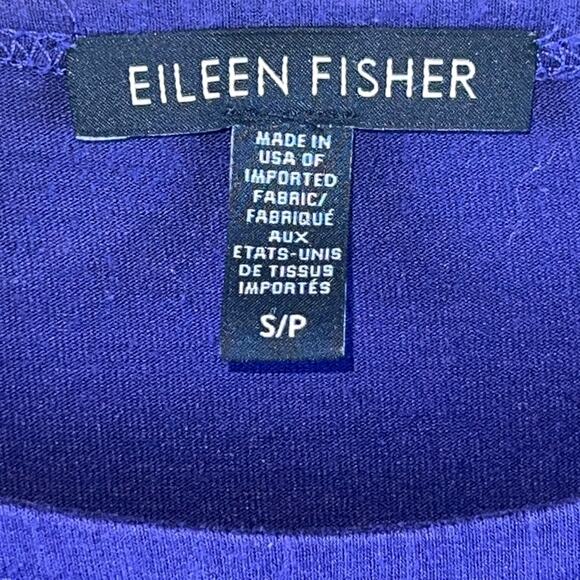 EILEEN FISHER
MADE IN
USA OF
IMPORTED
FABRIC/
FABRIQUÉ
AUX
ETATS-UNIS
DE TISSUS
IMPORTÉS
S/P